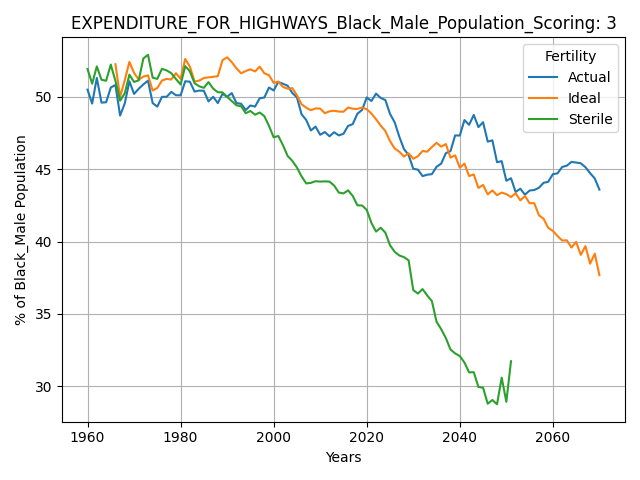 EXPENDITURE_FOR_HIGHWAYS_Black_Male_Population_Scoring: 3
Fertility
Actual
Ideal
Sterile
% of Black_Male Population
50
45
40
35
30
1960
1980
2000
2020
2040
2060
Years